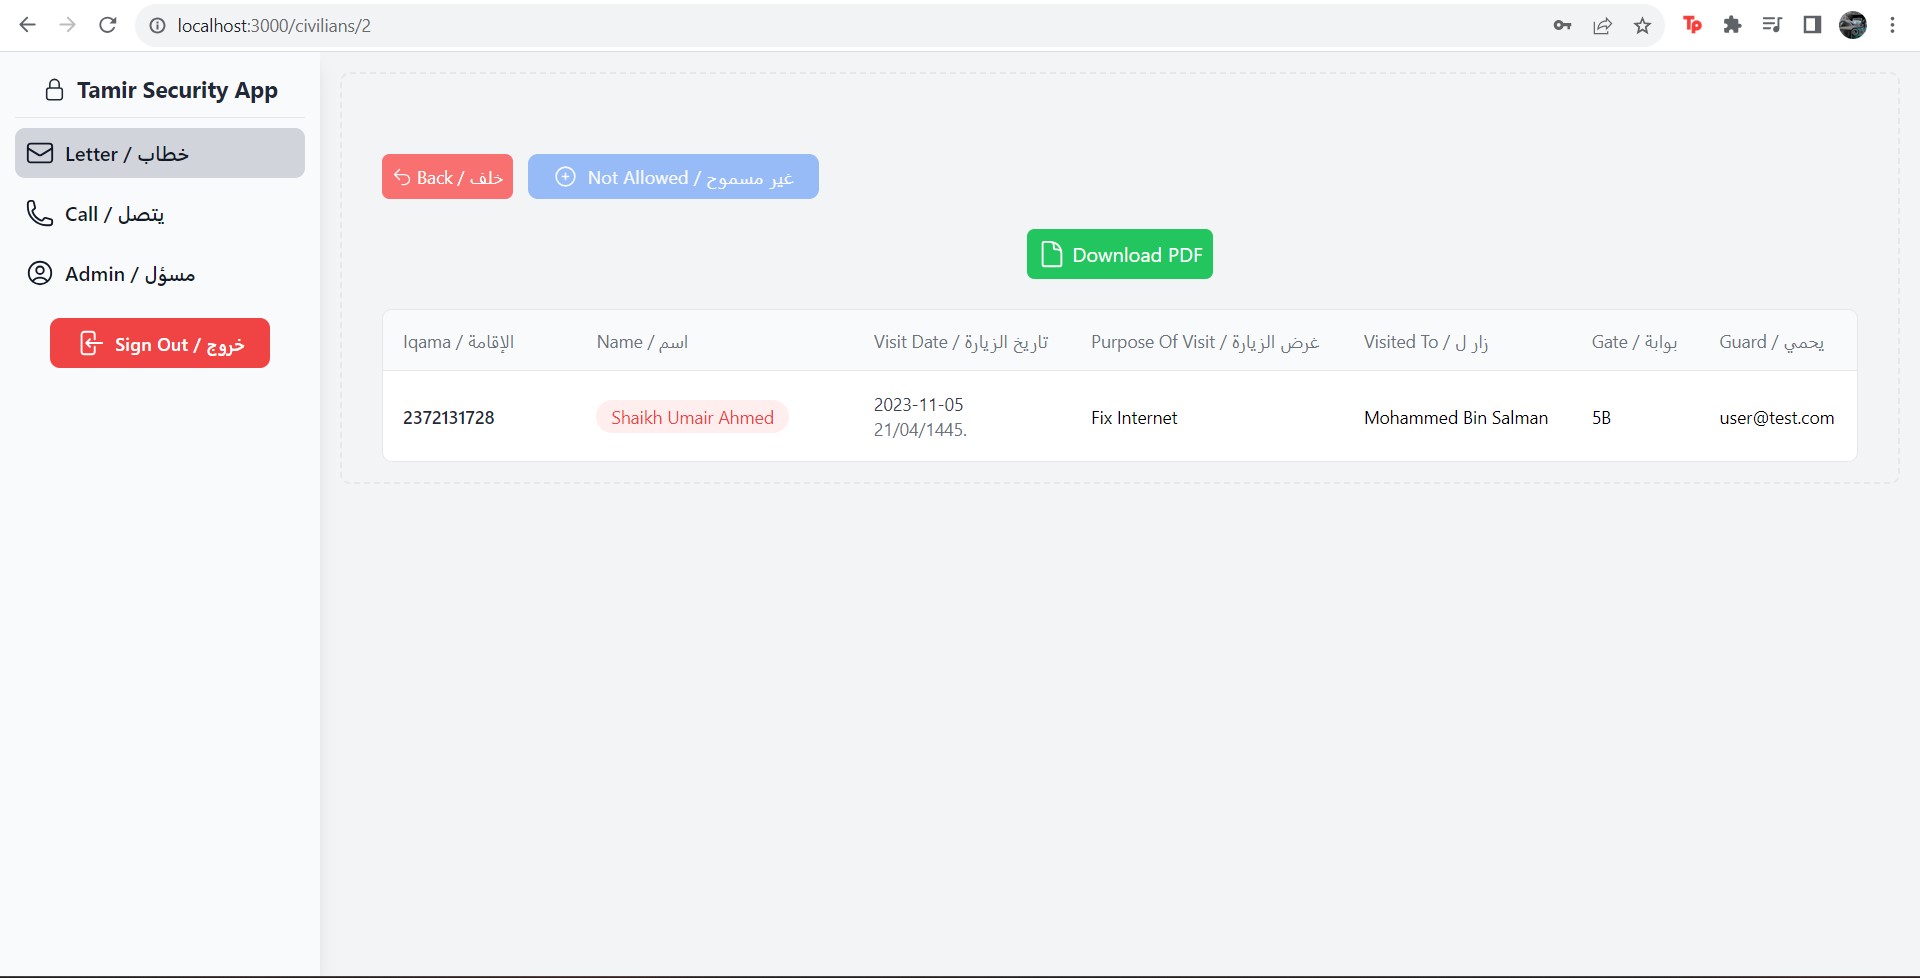 localhost:3000/civilians/2
Tp
Tamir Security App
Letter / خطاب
Call / يتصل
Admin / مسؤل
Sign Out / خروج
Back / خلف
Not Allowed / غير مسموح
Download PDF
Iqama / الإقامة Name / اسم Visit Date / تاريخ الزيارة Purpose Of Visit / غرض الزيارة Visited To / زار ل Gate / بوابة Guard / يحمي
2372131728 Shaikh Umair Ahmed 2023-11-05 Fix Internet Mohammed Bin Salman 5B user@test.com
21/04/1445.